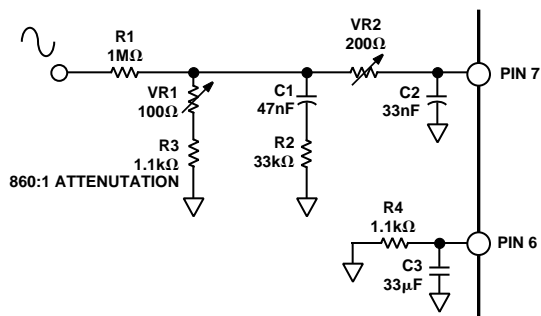 R1
1MΩ
VR1
100Ω
R3
1.1kΩ
860:1 ATTENUTATION
C1
47nF
R2
33kΩ
VR2
200Ω
C2
33nF
PIN 7
R4
1.1kΩ
C3
33μF
PIN 6